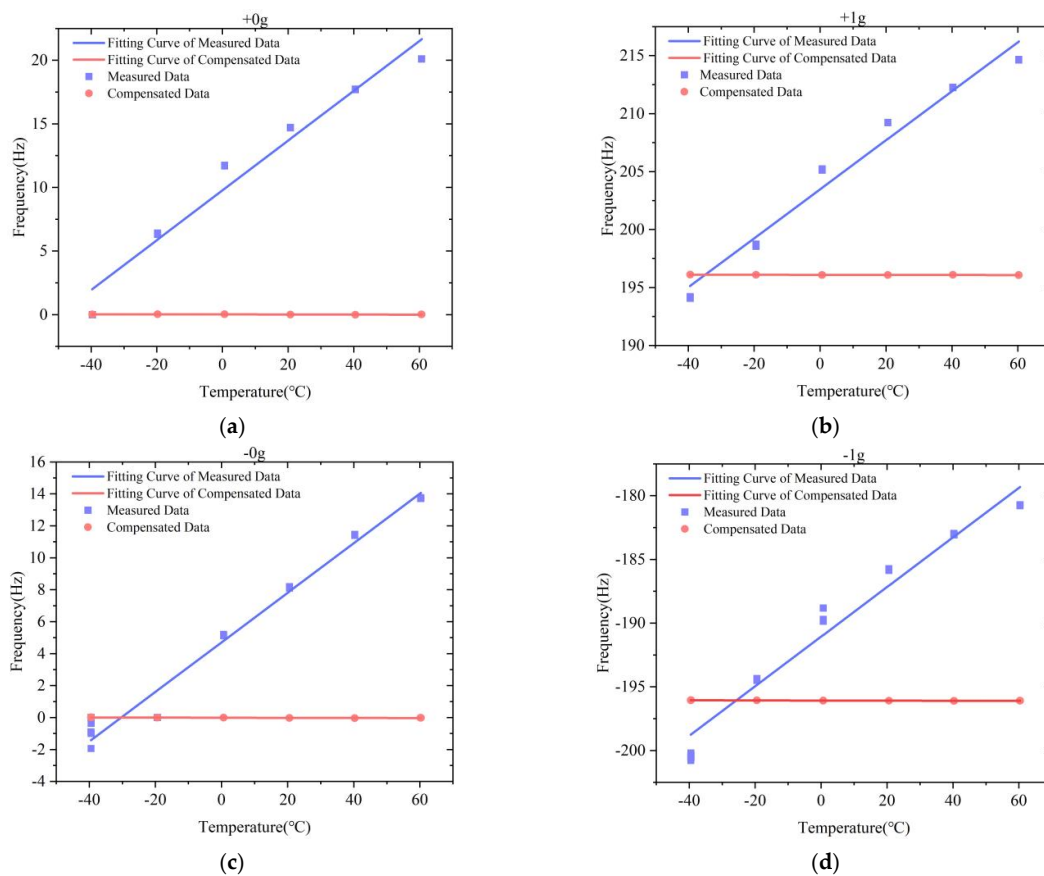 +0g
Fitting Curve of Measured Data
Fitting Curve of Compensated Data
Measured Data
Compensated Data
Frequency(Hz)
20
15
10
5
0
-40 -20 0 20 40 60
Temperature(℃)
(a)
+1g
Fitting Curve of Measured Data
Fitting Curve of Compensated Data
Measured Data
Compensated Data
Frequency(Hz)
215
210
205
200
195
190
-40 -20 0 20 40 60
Temperature(℃)
(b)
-0g
Fitting Curve of Measured Data
Fitting Curve of Compensated Data
Measured Data
Compensated Data
Frequency(Hz)
16
14
12
10
8
6
4
2
0
-2
-4
-40 -20 0 20 40 60
Temperature(℃)
(c)
-1g
Fitting Curve of Measured Data
Fitting Curve of Compensated Data
Measured Data
Compensated Data
Frequency(Hz)
-180
-185
-190
-195
-200
-40 -20 0 20 40 60
Temperature(℃)
(d)